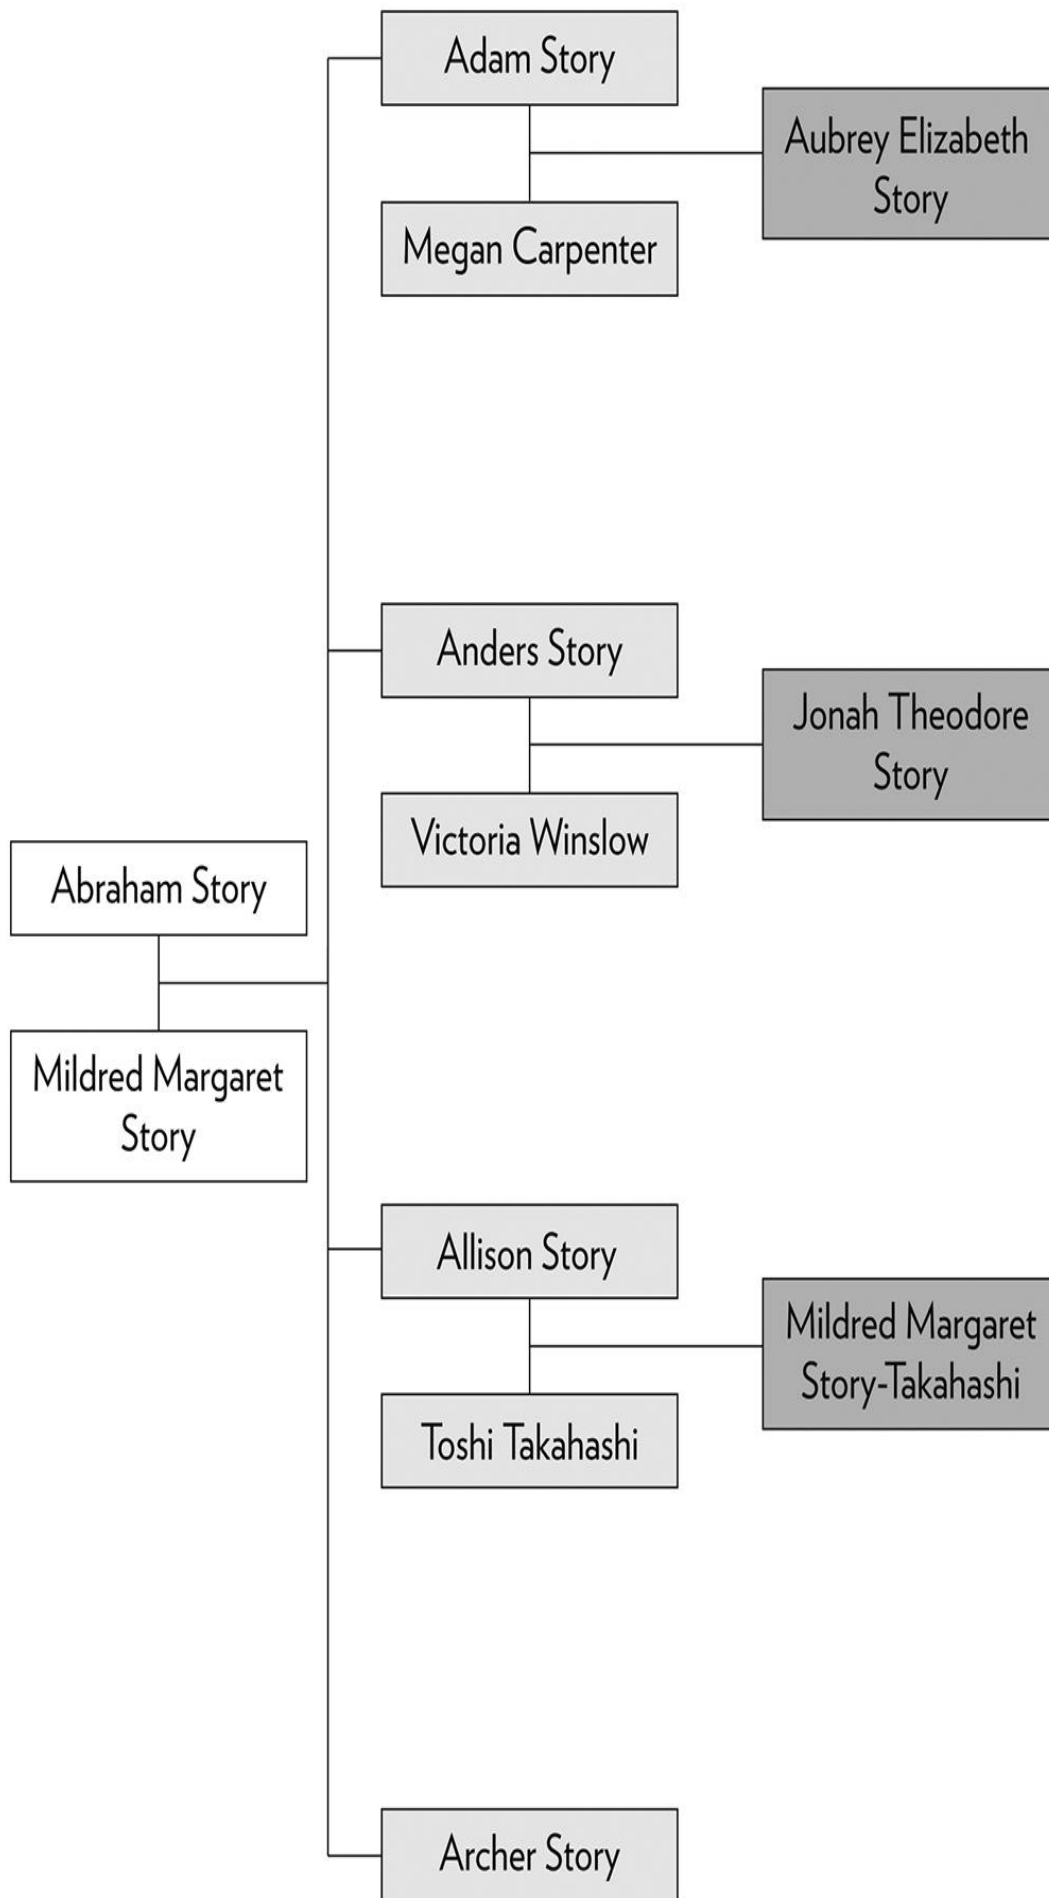 Adam Story
Aubrey Elizabeth
Story
Megan Carpenter
Anders Story
Jonah Theodore
Story
Victoria Winslow
Abraham Story
Mildred Margaret
Story
Allison Story
Mildred Margaret
Story-Takahashi
Toshi Takahashi
Archer Story